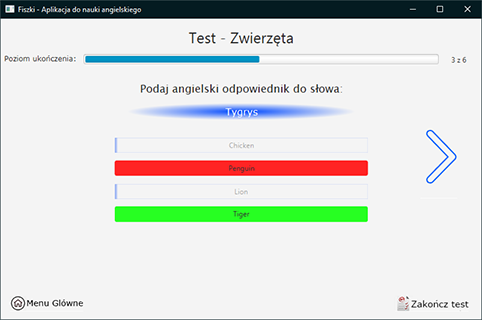 Fiszki - Aplikacja do nauki angielskiego
Test - Zwierzęta
Poziom ukończenia: 3 z 6
Podaj angielski odpowiednik do słowa:
Tygrys
Chicken
Penguin
Lion
Tiger
Menu Główne Zakończ test